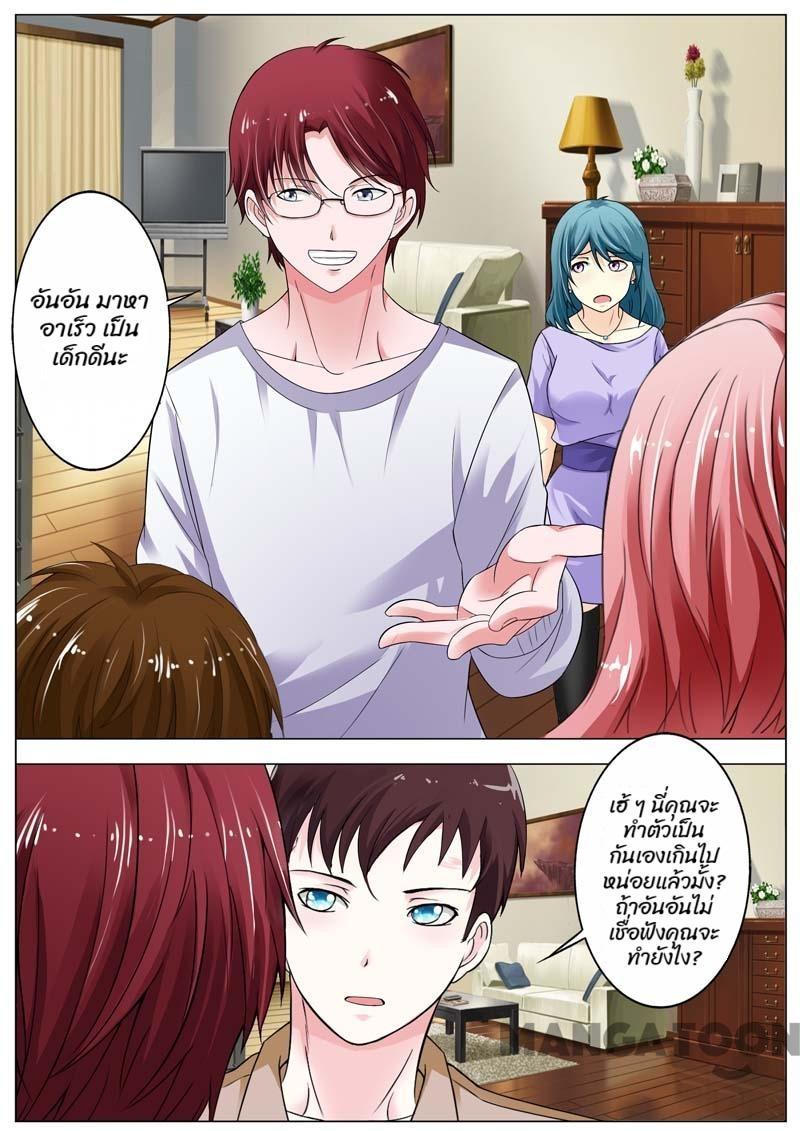 อันอัน มาหา
อาเร็ว เป็น
เด็กดีนะ
เฮ้ ๆ นี่คุณจะ
ทำตัวเป็น
กันเองเกินไป
หน่อยแล้วมั้ง?
ถ้าอันอันไม่
เชื่อฟังคุณจะ
ทำยังไง?
MANGATOON